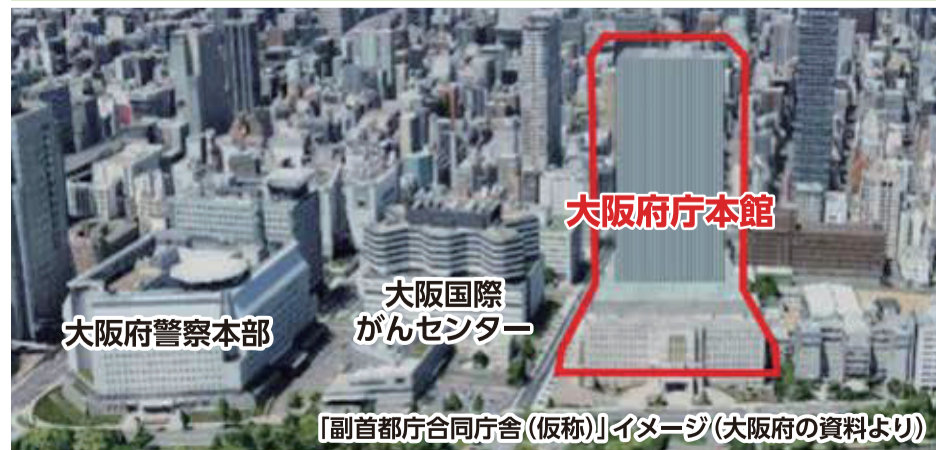 大阪府庁本館
大阪国際
がんセンター
大阪府警察本部
「副首都庁合同庁舎（仮称）」イメージ（大阪府の資料より）